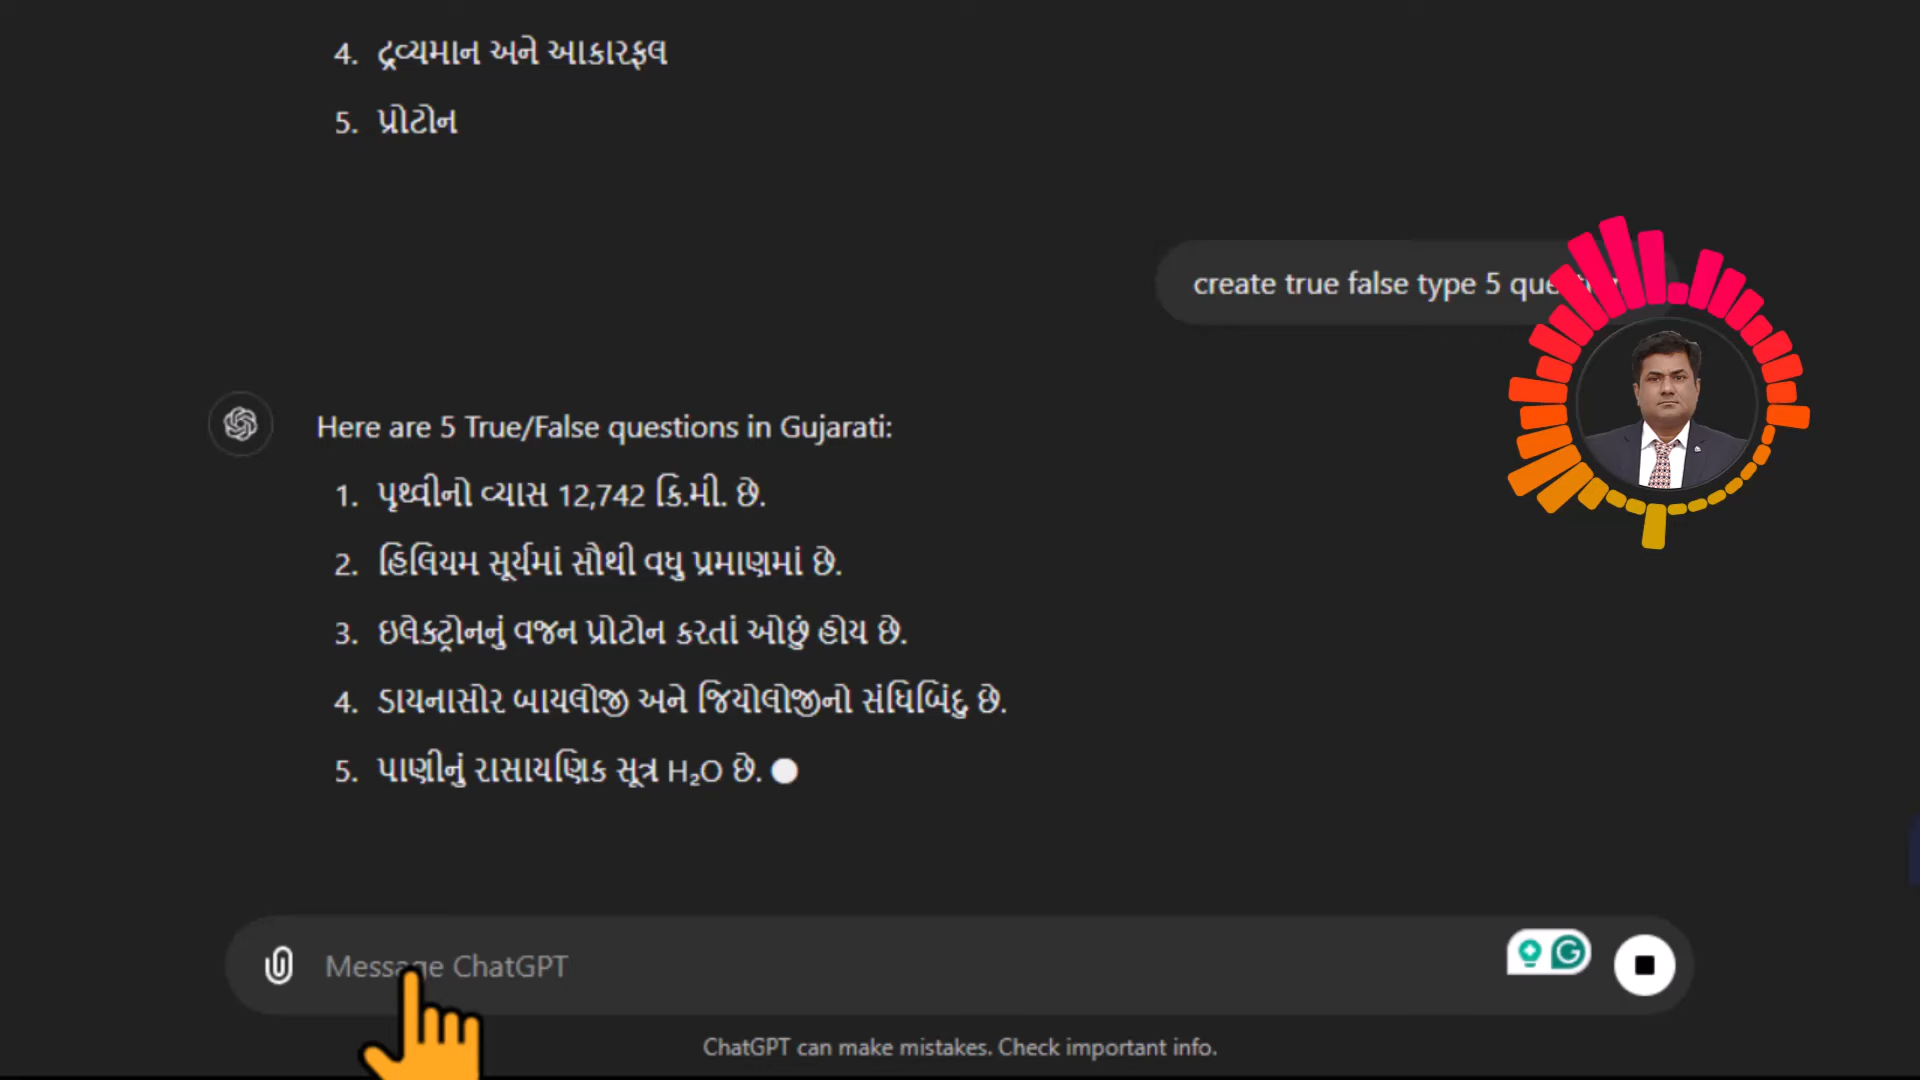 4. દ્રવ્યમાન અને આકારફલ
5. પ્રોટોન
create true false type 5
Here are 5 True/False questions in Gujarati:
1. પૃથ્વીનો વ્યાસ 12,742 કિ.મી. છે.
2. હિલિયમ સૂર્યમાં સૌથી વધુ પ્રમાણમાં છે.
3. ઇલેક્ટ્રોનનું વજન પ્રોટોન કરતાં ઓછું હોય છે.
4. ડાયનાસોર બાયલોજી અને જિયોલોજીનો સંધિબિંદુ છે.
5. પાણીનું રાસાયણિક સૂત્ર H₂O છે.
Message ChatGPT
ChatGPT can make mistakes. Check important info.